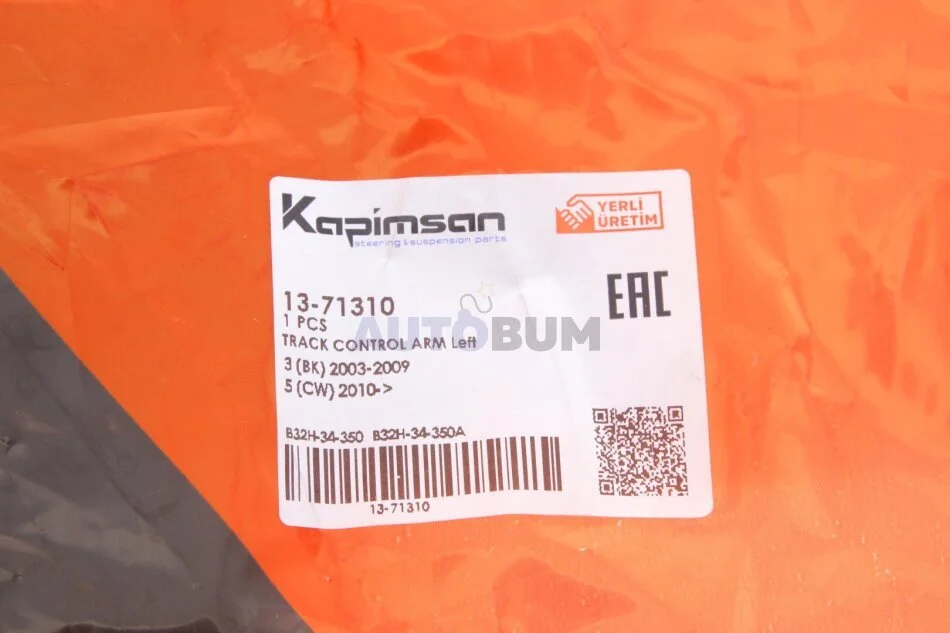 Kapimsan
steering & suspension parts
YERLİ
ÜRETİM
13-71310
1 PCS
EAC
AUTOBUM
TRACK CONTROL ARM Left
3 (BK) 2003-2009
5 (CW) 2010->
B32H-34-350 B32H-34-350A
13-71310